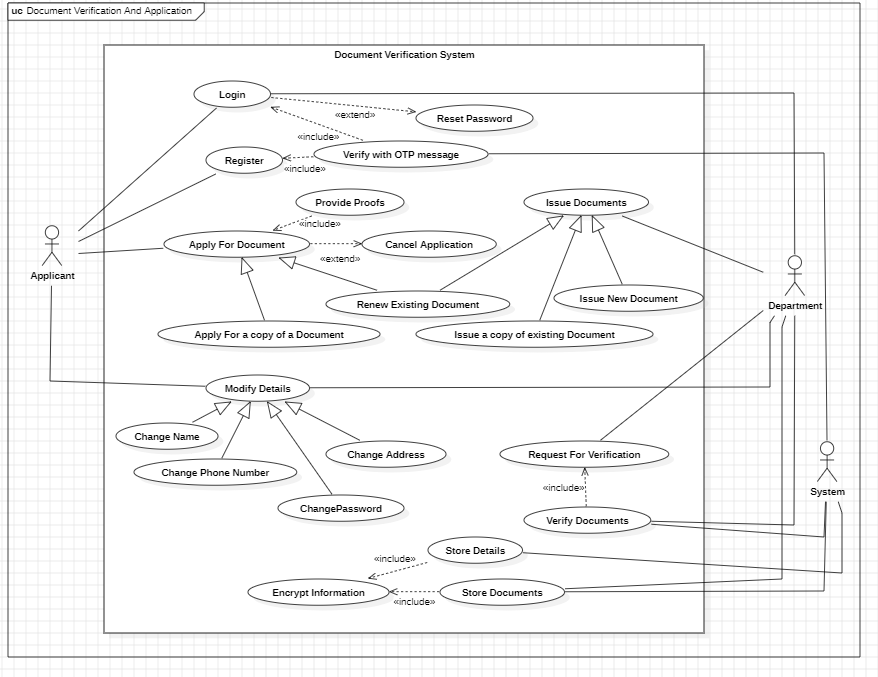 uc Document Verification And Application
Document Verification System
Login
«extend»
Reset Password
«include»
Register
Verify with OTP message
«include»
Provide Proofs
Issue Documents
«include»
Applicant
Apply For Document
Cancel Application
«extend»
Renew Existing Document
Issue New Document
Department
Apply For a copy of a Document
Issue a copy of existing Document
Modify Details
Change Name
Change Address
Request For Verification
Change Phone Number
«include»
System
ChangePassword
Verify Documents
Store Details
«include»
Encrypt Information
Store Documents
«include»